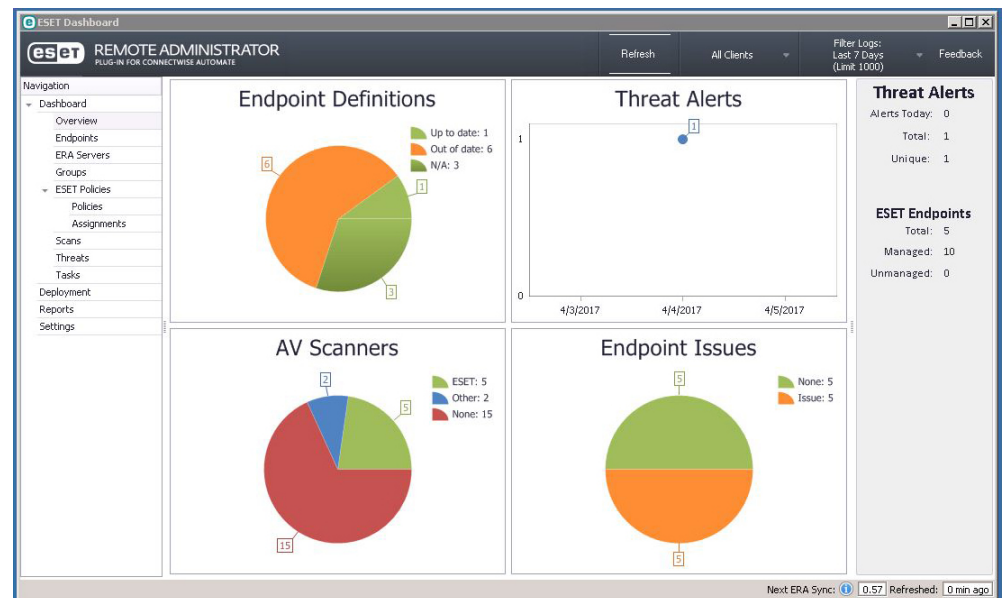 ESET Dashboard
eset REMOTE ADMINISTRATOR
PLUG-IN FOR CONNECTWISE AUTOMATE
Refresh
All Clients
Filter Logs:
Last 7 Days
(Limit 1000)
Feedback
Navigation
Dashboard
Overview
Endpoints
ERA Servers
Groups
ESET Policies
Policies
Assignments
Scans
Threats
Tasks
Deployment
Reports
Settings
Endpoint Definitions
Up to date: 1
Out of date: 6
N/A: 3
6
1
3
Threat Alerts
1
1
0
4/3/2017 4/4/2017 4/5/2017
AV Scanners
ESET: 5
Other: 2
None: 15
2
5
15
Endpoint Issues
None: 5
Issue: 5
5
5
Threat Alerts
Alerts Today: 0
Total: 1
Unique: 1
ESET Endpoints
Total: 5
Managed: 10
Unmanaged: 0
Next ERA Sync: 0.57 Refreshed: 0 min ago